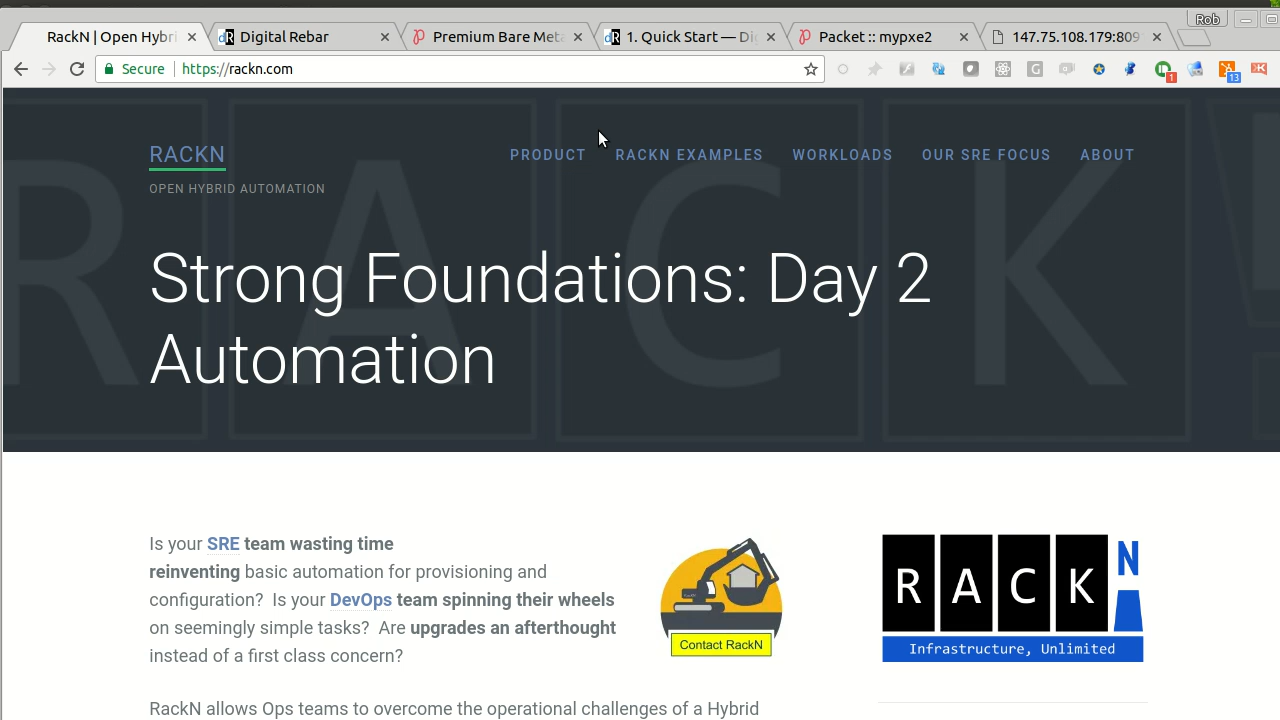 Rob
RackN | Open Hybri
Digital Rebar
Premium Bare Meta
1. Quick Start — Di
Packet :: mypxe2
147.75.108.179:809
Secure
https://rackn.com
1
13
RACKN
PRODUCT
RACKN EXAMPLES
WORKLOADS
OUR SRE FOCUS
ABOUT
OPEN HYBRID AUTOMATION
RACK
Strong Foundations: Day 2
Automation
Is your SRE team wasting time
reinventing basic automation for provisioning and
configuration? Is your DevOps team spinning their wheels
on seemingly simple tasks? Are upgrades an afterthought
instead of a first class concern?
Contact RackN
RACKN
Infrastructure, Unlimited
RackN allows Ops teams to overcome the operational challenges of a Hybrid